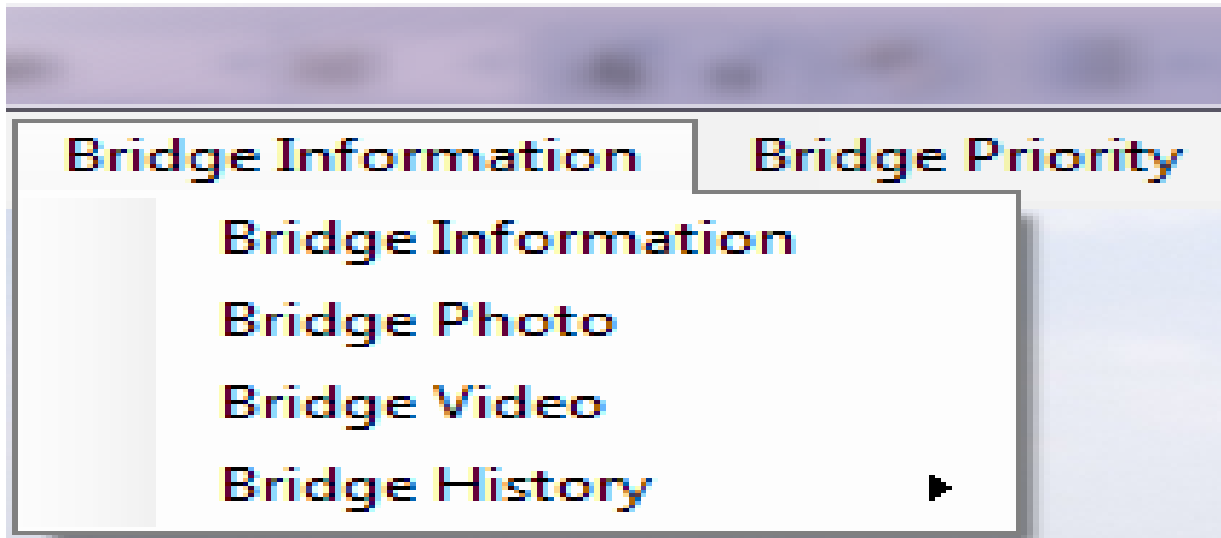 Bridge Information Bridge Priority
Bridge Information
Bridge Photo
Bridge Video
Bridge History